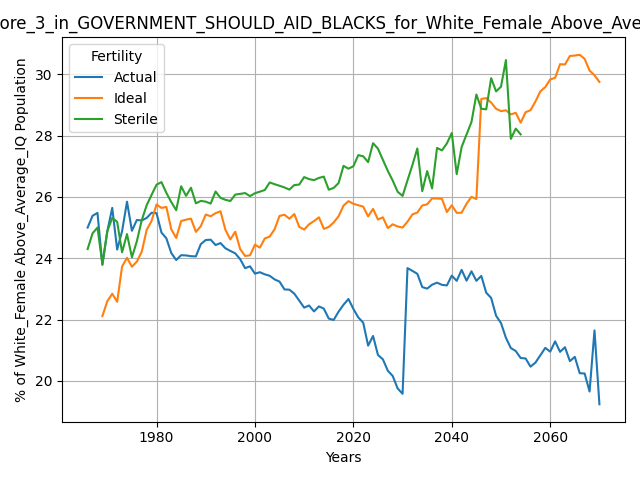 ore_3_in_GOVERNMENT_SHOULD_AID_BLACKS_for_White_Female_Above_Ave
Fertility
Actual
Ideal
Sterile
% of White_Female Above_Average_IQ Population
30
28
26
24
22
20
1980
2000
2020
2040
2060
Years